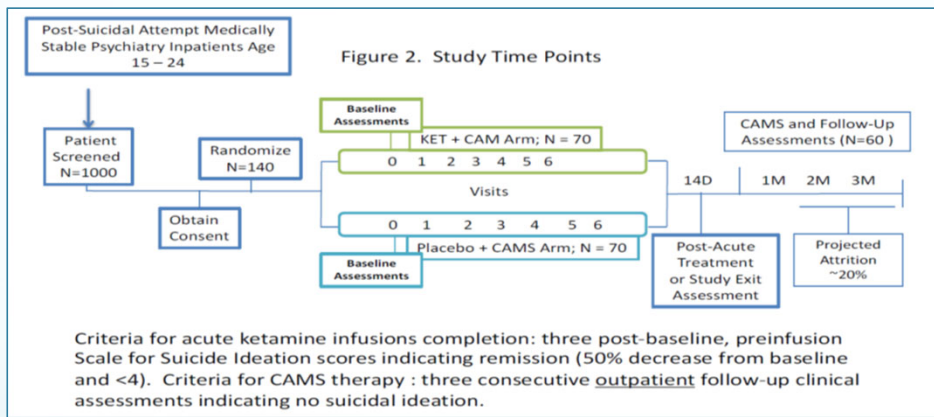 Post-Suicidal Attempt Medically
Stable Psychiatry Inpatients Age
15 – 24
Figure 2. Study Time Points
Baseline
Assessments
KET + CAM Arm; N = 70
CAMS and Follow-Up
Assessments (N=60 )
Patient
Screened
N=1000
Randomize
N=140
0 1 2 3 4 5 6
Visits
14D
1M 2M 3M
Obtain
Consent
0 1 2 3 4 5 6
Placebo + CAMS Arm; N = 70
Baseline
Assessments
Post-Acute
Treatment
or Study Exit
Assessment
Projected
Attrition
~20%
Criteria for acute ketamine infusions completion: three post-baseline, preinfusion
Scale for Suicide Ideation scores indicating remission (50% decrease from baseline
and <4). Criteria for CAMS therapy : three consecutive outpatient follow-up clinical
assessments indicating no suicidal ideation.